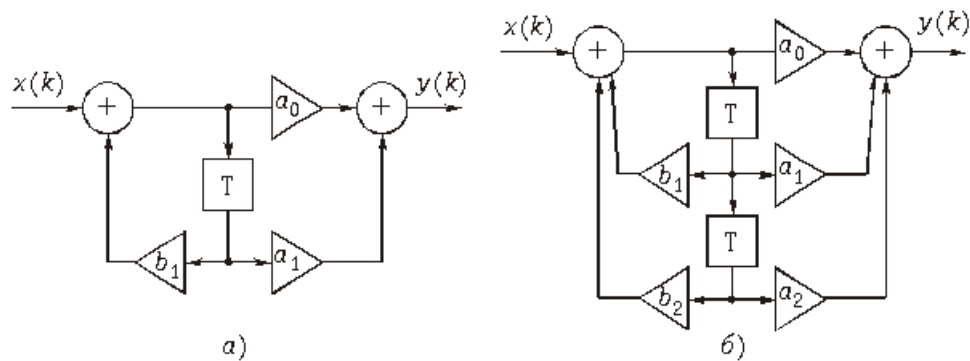 x(k)
+
a₀
+
y(k)
T
b₁
a₁
а)
x(k)
+
a₀
+
y(k)
T
b₁
a₁
T
b₂
a₂
б)